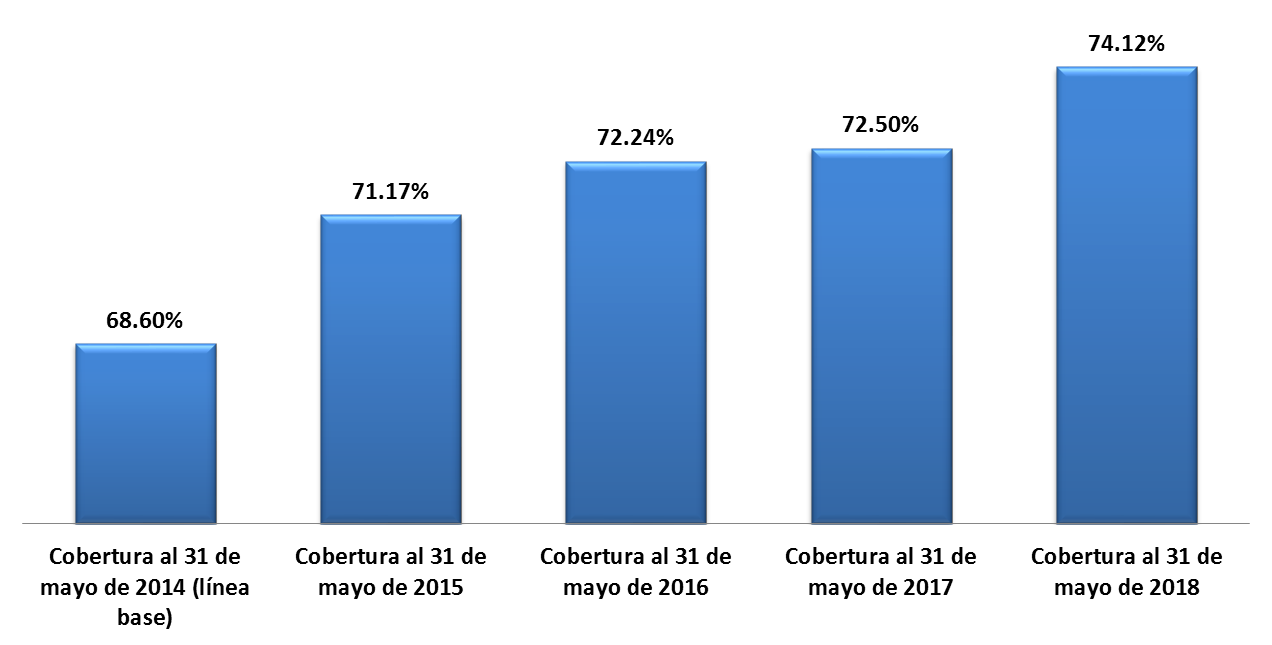 74.12%
72.50%
72.24%
71.17%
68.60%
Cobertura al 31 de
mayo de 2014 (línea
base)
Cobertura al 31 de
mayo de 2015
Cobertura al 31 de
mayo de 2016
Cobertura al 31 de
mayo de 2017
Cobertura al 31 de
mayo de 2018